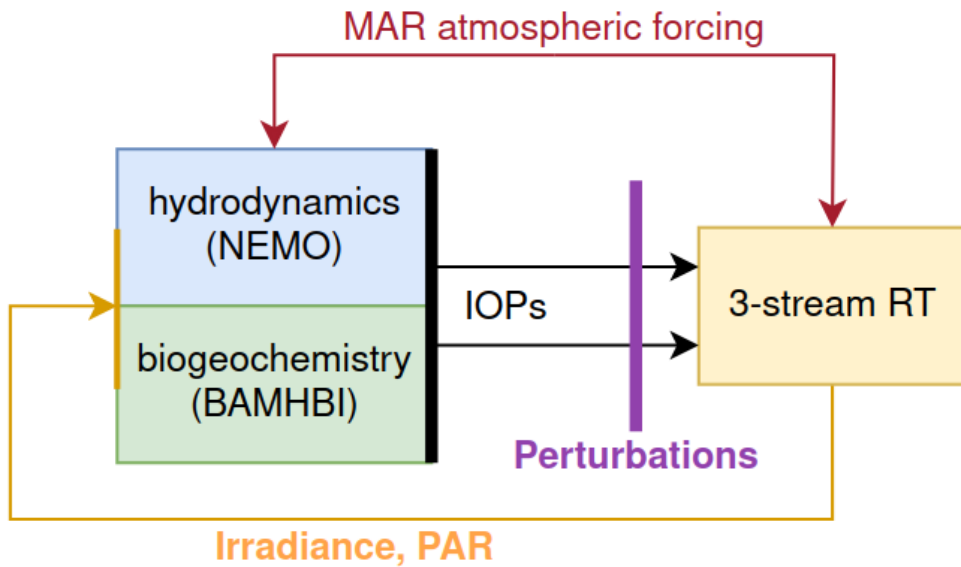 MAR atmospheric forcing
hydrodynamics
(NEMO)
biogeochemistry
(BAMHBI)
IOPs
3-stream RT
Perturbations
Irradiance, PAR